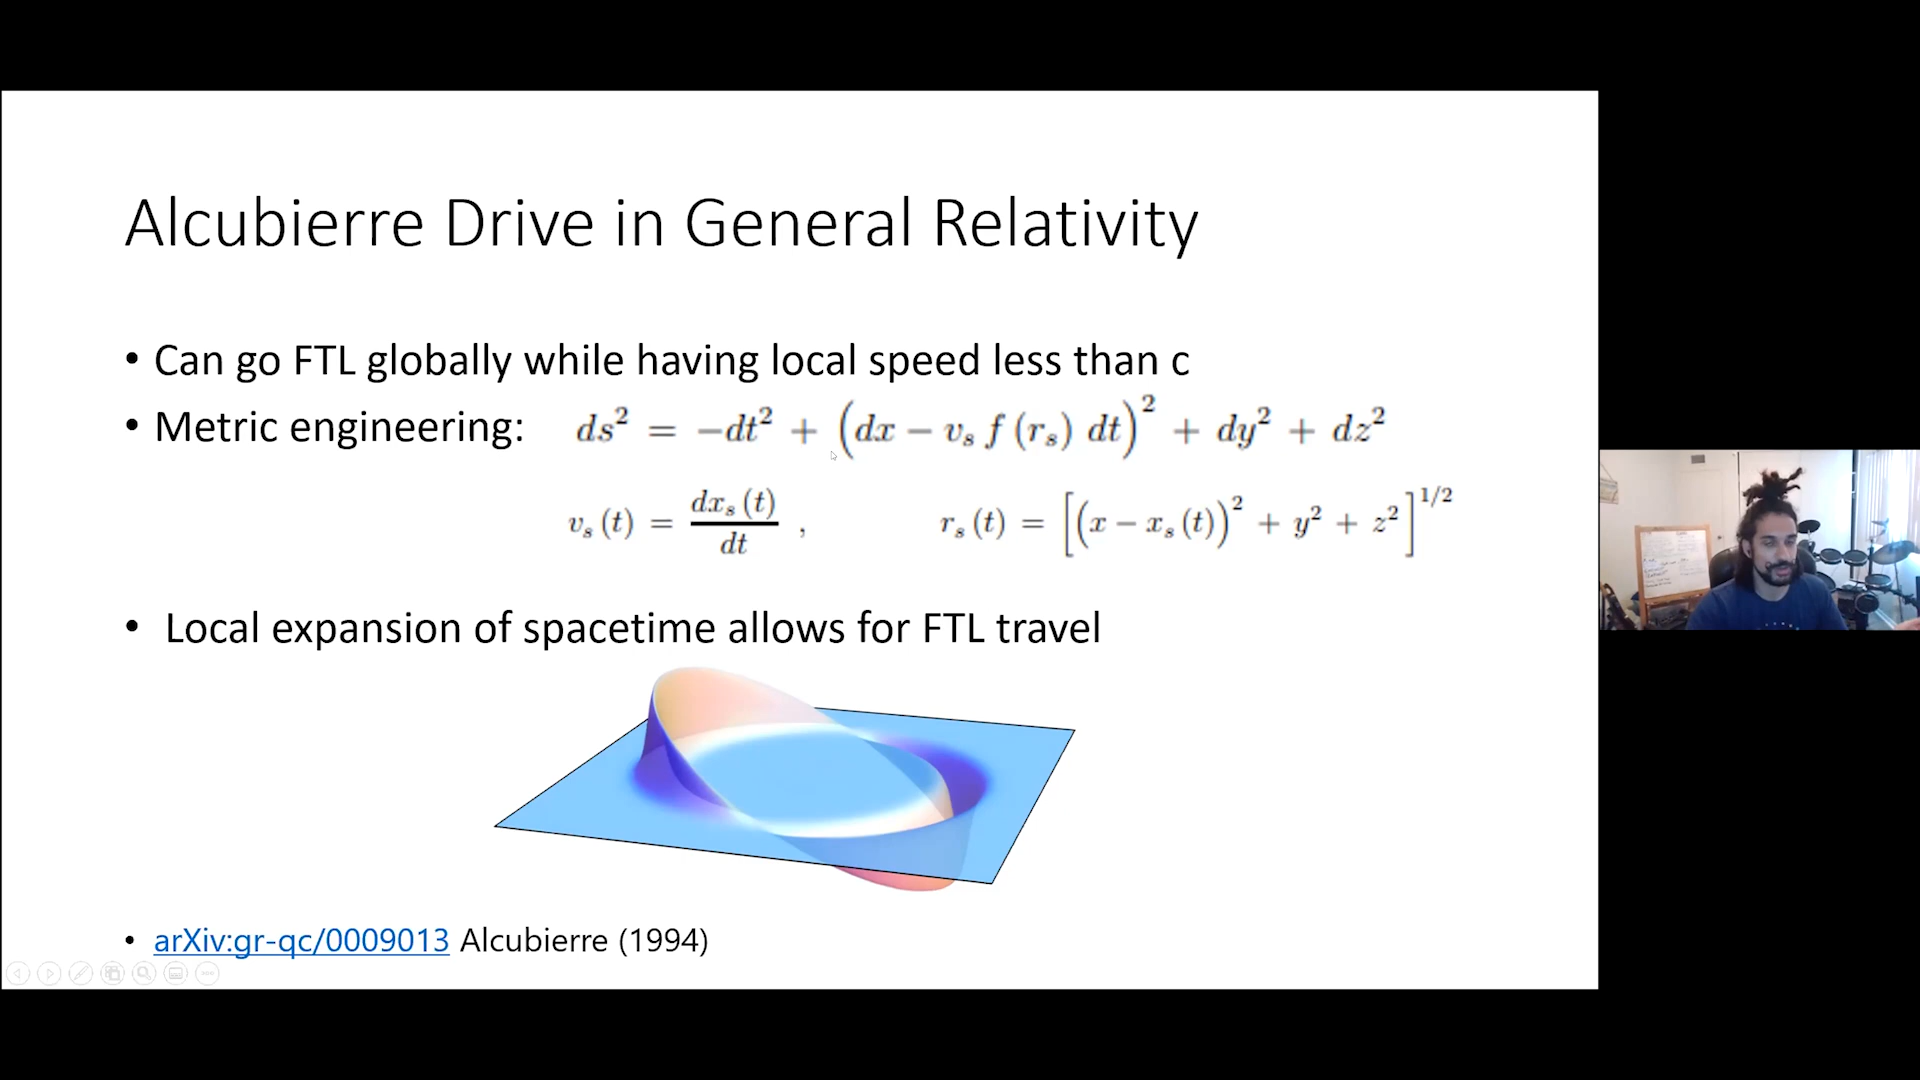 Alcubierre Drive in General Relativity
• Can go FTL globally while having local speed less than c
• Metric engineering: ds² = −dt² + (dx − vₛ f (rₛ) dt)² + dy² + dz²
vₛ (t) = dxₛ (t) / dt , rₛ (t) = [(x − xₛ (t))² + y² + z²]^1/2
• Local expansion of spacetime allows for FTL travel
• arXiv:gr-qc/0009013 Alcubierre (1994)